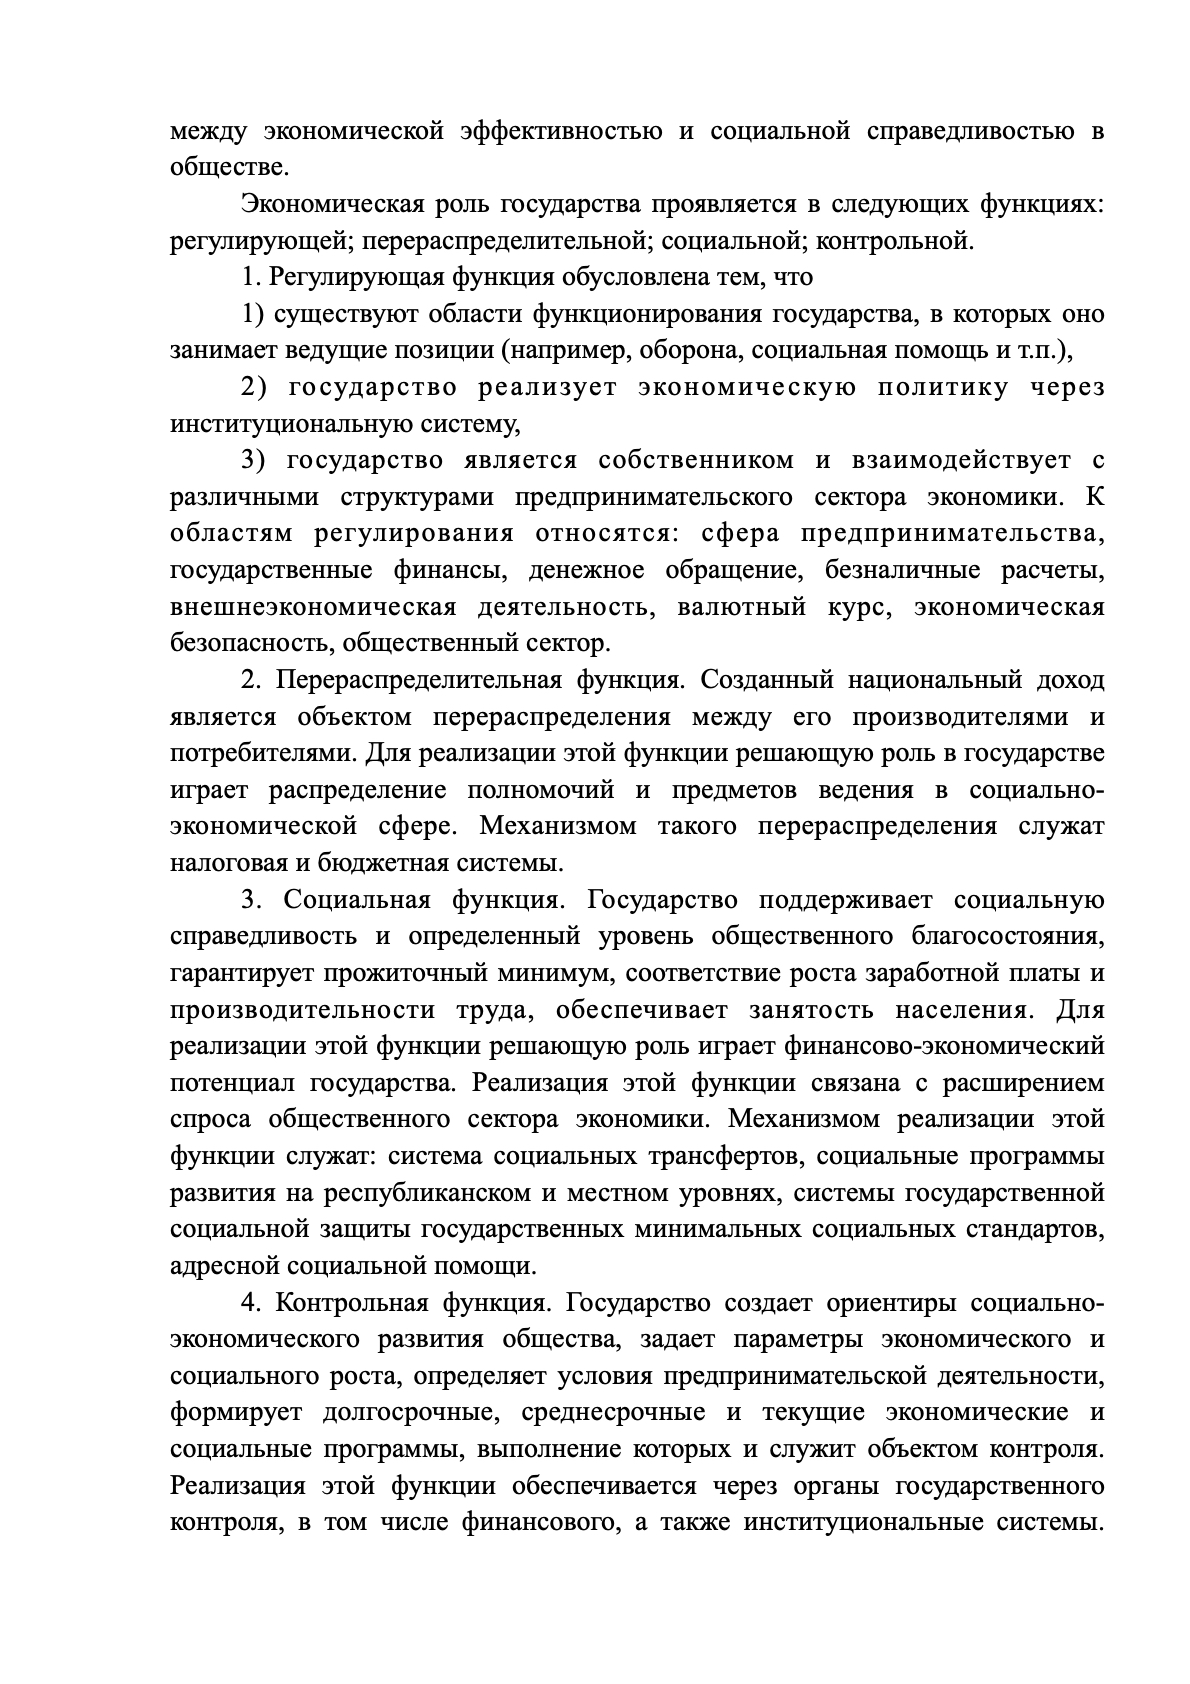 между экономической эффективностью и социальной справедливостью в
обществе.
Экономическая роль государства проявляется в следующих функциях:
регулирующей; перераспределительной; социальной; контрольной.
1. Регулирующая функция обусловлена тем, что
1) существуют области функционирования государства, в которых оно
занимает ведущие позиции (например, оборона, социальная помощь и т.п.),
2) государство реализует экономическую политику через
институциональную систему,
3) государство является собственником и взаимодействует с
различными структурами предпринимательского сектора экономики. К
областям регулирования относятся: сфера предпринимательства,
государственные финансы, денежное обращение, безналичные расчеты,
внешнеэкономическая деятельность, валютный курс, экономическая
безопасность, общественный сектор.
2. Перераспределительная функция. Созданный национальный доход
является объектом перераспределения между его производителями и
потребителями. Для реализации этой функции решающую роль в государстве
играет распределение полномочий и предметов ведения в социально-
экономической сфере. Механизмом такого перераспределения служат
налоговая и бюджетная системы.
3. Социальная функция. Государство поддерживает социальную
справедливость и определенный уровень общественного благосостояния,
гарантирует прожиточный минимум, соответствие роста заработной платы и
производительности труда, обеспечивает занятость населения. Для
реализации этой функции решающую роль играет финансово-экономический
потенциал государства. Реализация этой функции связана с расширением
спроса общественного сектора экономики. Механизмом реализации этой
функции служат: система социальных трансфертов, социальные программы
развития на республиканском и местном уровнях, системы государственной
социальной защиты государственных минимальных социальных стандартов,
адресной социальной помощи.
4. Контрольная функция. Государство создает ориентиры социально-
экономического развития общества, задает параметры экономического и
социального роста, определяет условия предпринимательской деятельности,
формирует долгосрочные, среднесрочные и текущие экономические и
социальные программы, выполнение которых и служит объектом контроля.
Реализация этой функции обеспечивается через органы государственного
контроля, в том числе финансового, а также институциональные системы.